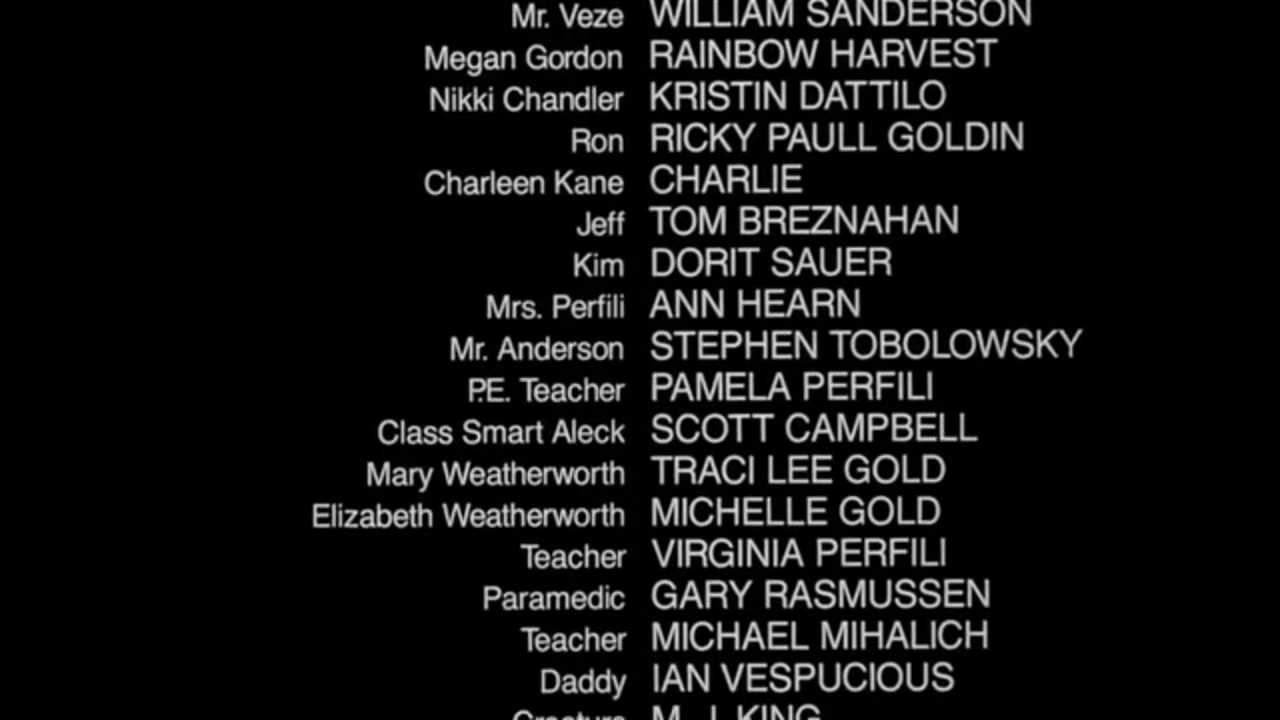 Mr. Veze WILLIAM SANDERSON
Megan Gordon RAINBOW HARVEST
Nikki Chandler KRISTIN DATTILO
Ron RICKY PAULL GOLDIN
Charleen Kane CHARLIE
Jeff TOM BREZNAHAN
Kim DORIT SAUER
Mrs. Perfili ANN HEARN
Mr. Anderson STEPHEN TOBOLOWSKY
P.E. Teacher PAMELA PERFILI
Class Smart Aleck SCOTT CAMPBELL
Mary Weatherworth TRACI LEE GOLD
Elizabeth Weatherworth MICHELLE GOLD
Teacher VIRGINIA PERFILI
Paramedic GARY RASMUSSEN
Teacher MICHAEL MIHALICH
Daddy IAN VESPUCIOUS
Creature M. J. KING